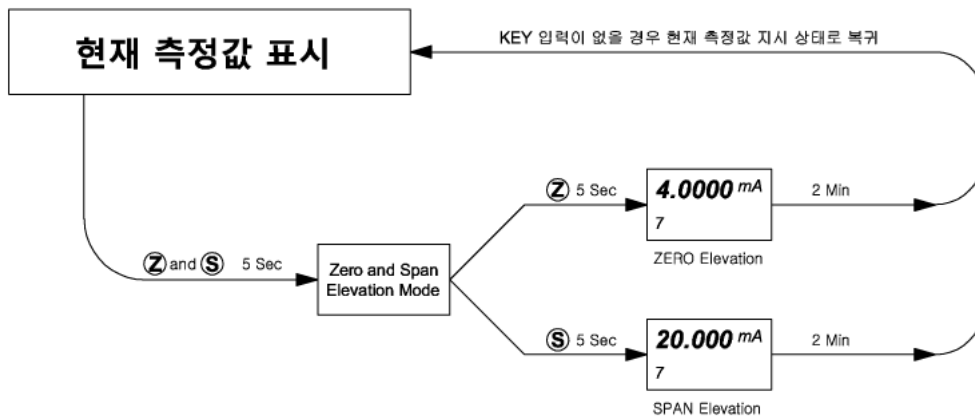 현재 측정값 표시
KEY 입력이 없을 경우 현재 측정값 지시 상태로 복귀
Ⓩ 5 Sec
4.0000 mA
7
2 Min
ZERO Elevation
Ⓩ and Ⓢ 5 Sec
Zero and Span
Elevation Mode
Ⓢ 5 Sec
20.000 mA
7
2 Min
SPAN Elevation